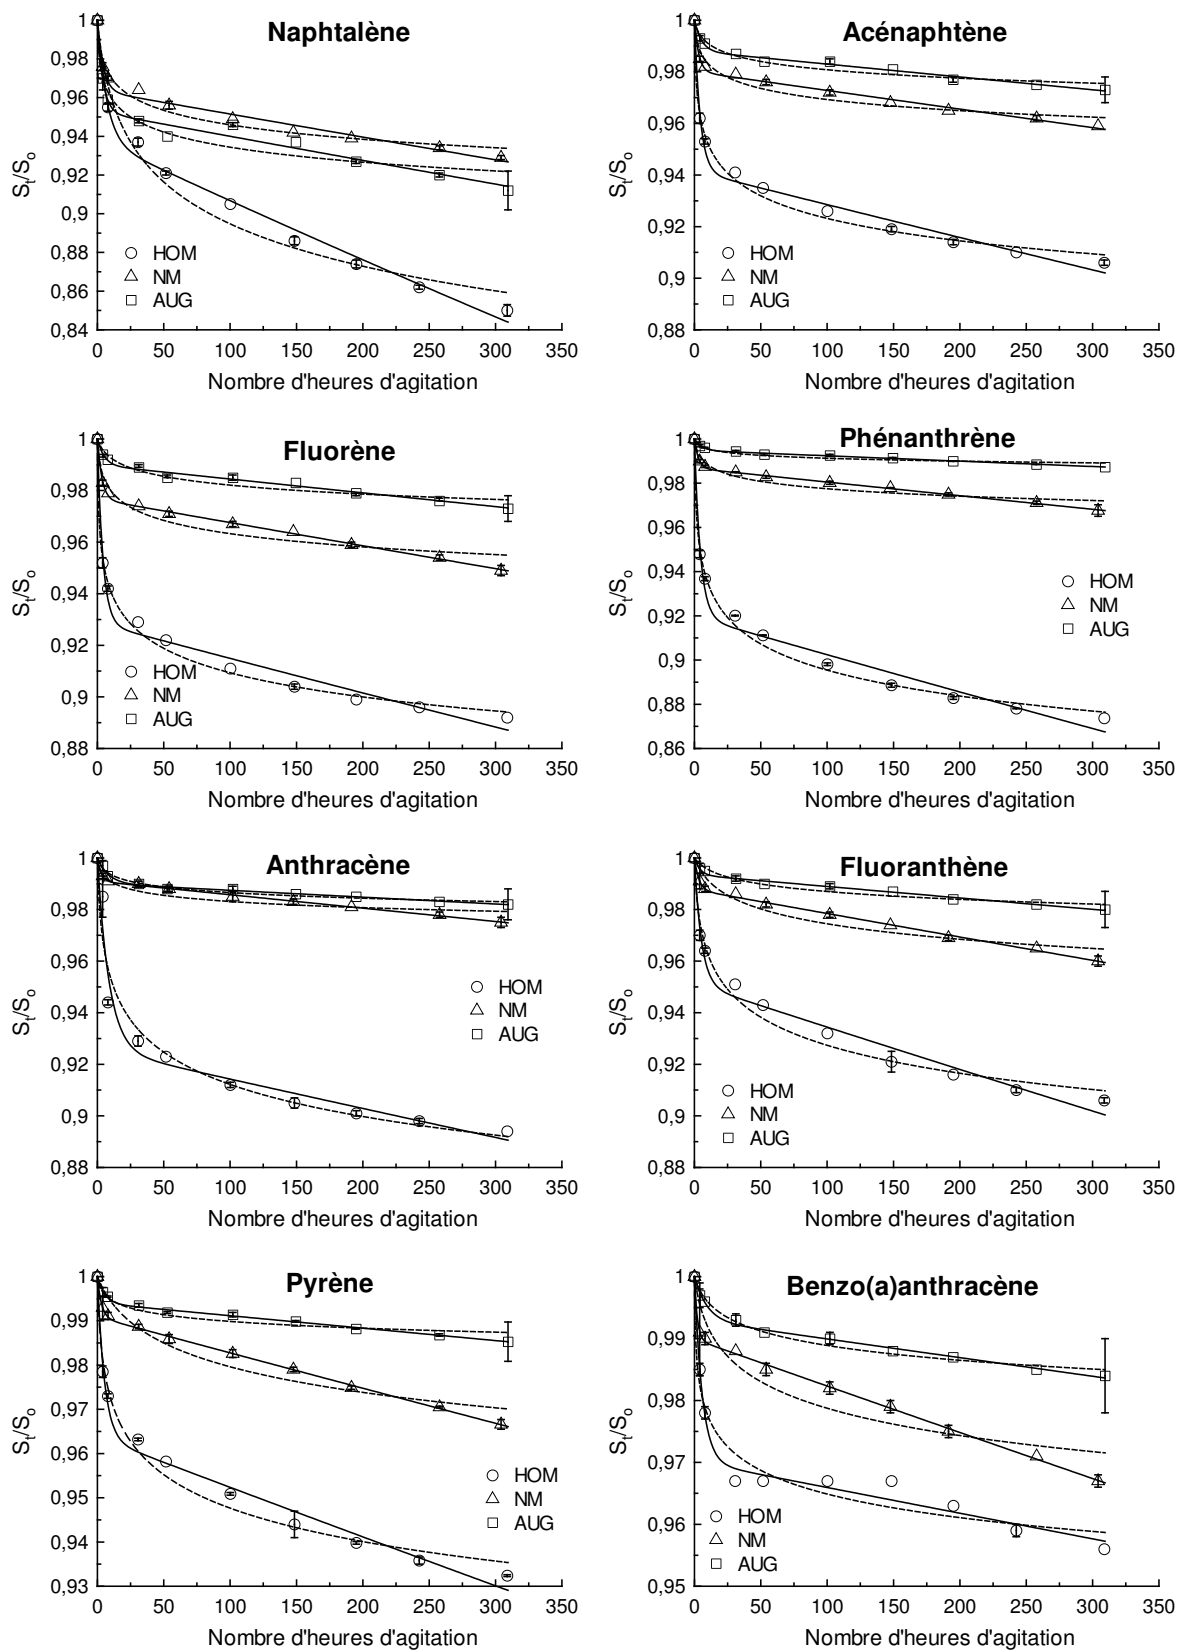 Naphtalène
1
0,98
0,96
0,94
0,92
0,9
0,88
0,86
0,84
St/So
HOM
NM
AUG
0 50 100 150 200 250 300 350
Nombre d'heures d'agitation
Acénaphtène
1
0,98
0,96
0,94
0,92
0,9
0,88
HOM
NM
AUG
0 50 100 150 200 250 300 350
Nombre d'heures d'agitation
Fluorène
1
0,98
0,96
0,94
0,92
0,9
0,88
St/So
HOM
NM
AUG
0 50 100 150 200 250 300 350
Nombre d'heures d'agitation
Phénanthrène
1
0,98
0,96
0,94
0,92
0,9
0,88
0,86
St/So
HOM
NM
AUG
0 50 100 150 200 250 300 350
Nombre d'heures d'agitation
Anthracène
1
0,98
0,96
0,94
0,92
0,9
0,88
St/So
HOM
NM
AUG
0 50 100 150 200 250 300 350
Nombre d'heures d'agitation
Fluoranthène
1
0,98
0,96
0,94
0,92
0,9
0,88
St/So
HOM
NM
AUG
0 50 100 150 200 250 300 350
Nombre d'heures d'agitation
Pyrène
1
0,99
0,98
0,97
0,96
0,95
0,94
0,93
St/So
HOM
NM
AUG
0 50 100 150 200 250 300 350
Nombre d'heures d'agitation
Benzo(a)anthracène
1
0,99
0,98
0,97
0,96
0,95
St/So
HOM
NM
AUG
0 50 100 150 200 250 300 350
Nombre d'heures d'agitation